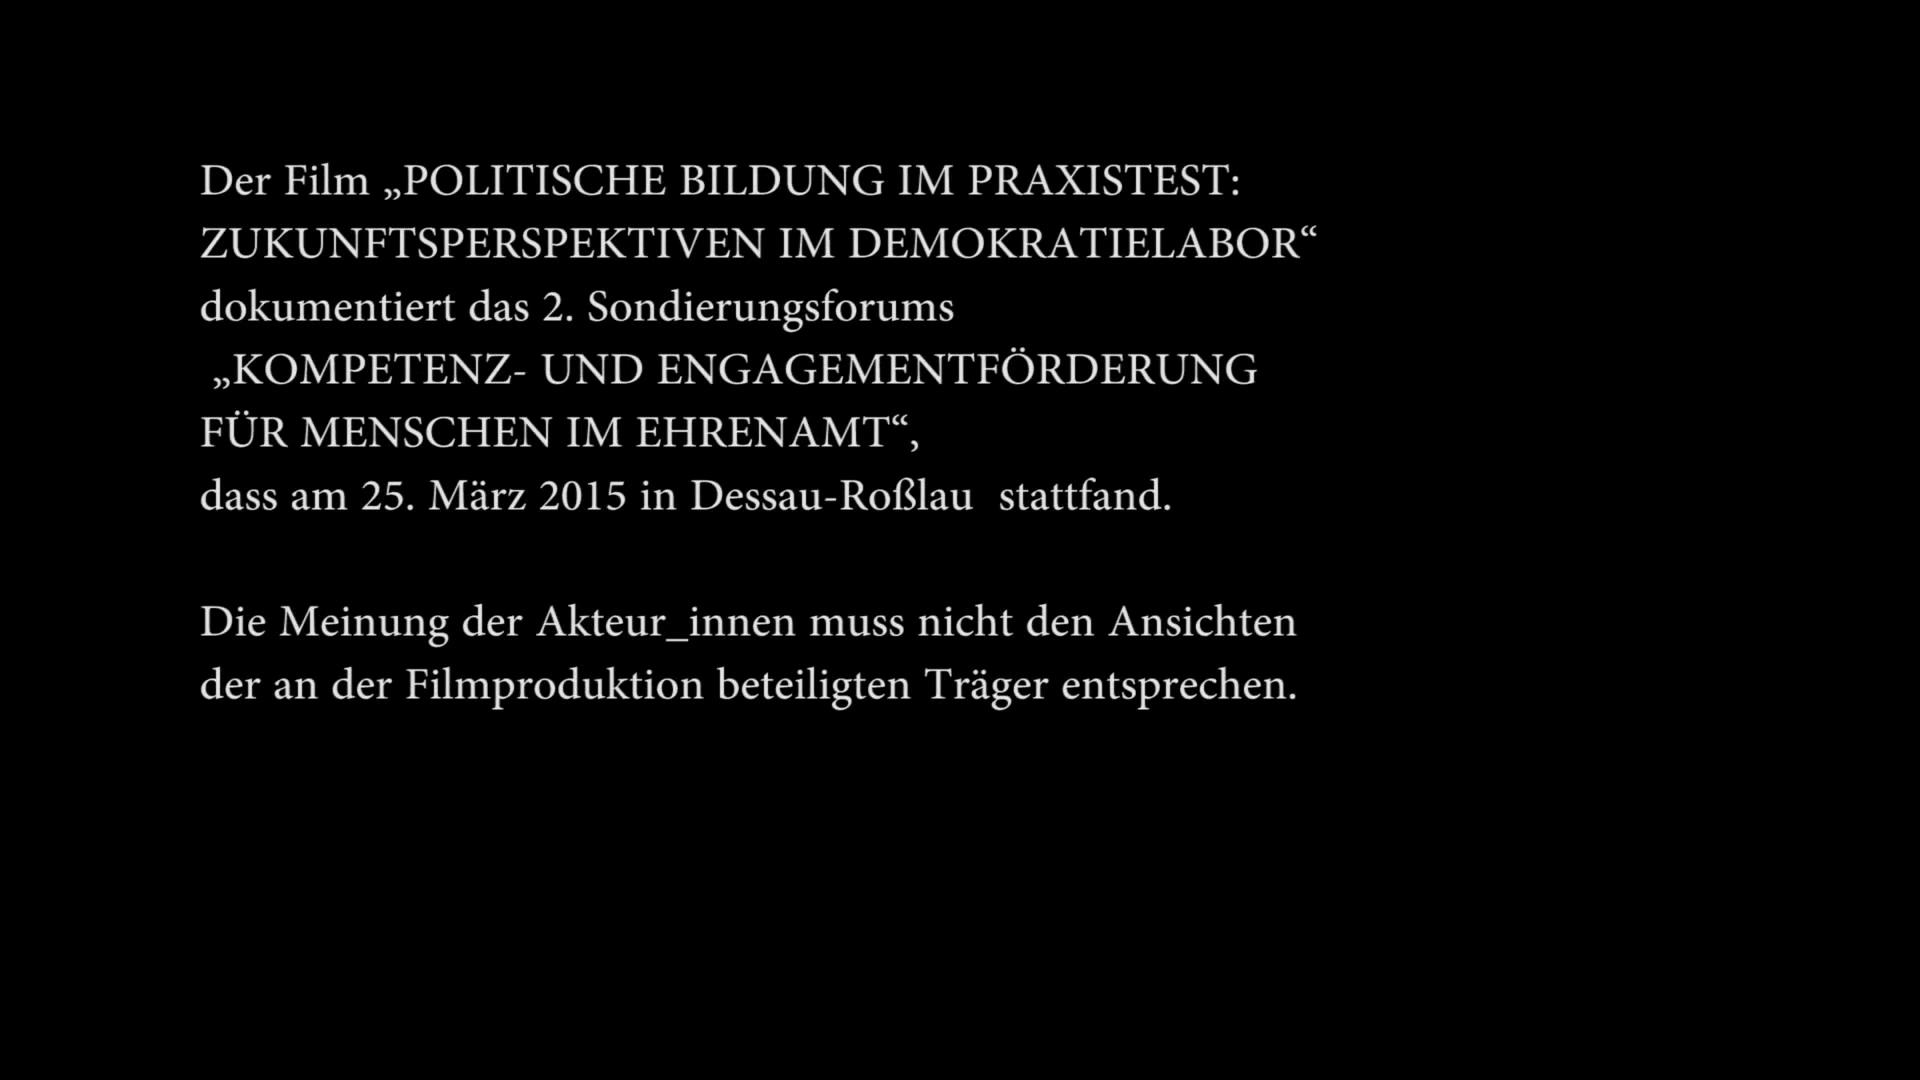 Der Film „POLITISCHE BILDUNG IM PRAXISTEST:
ZUKUNFTSPERSPEKTIVEN IM DEMOKRATIELABOR“
dokumentiert das 2. Sondierungsforums
„KOMPETENZ- UND ENGAGEMENTFÖRDERUNG
FÜR MENSCHEN IM EHRENAMT“,
dass am 25. März 2015 in Dessau-Roßlau  stattfand.
Die Meinung der Akteur_innen muss nicht den Ansichten
der an der Filmproduktion beteiligten Träger entsprechen.